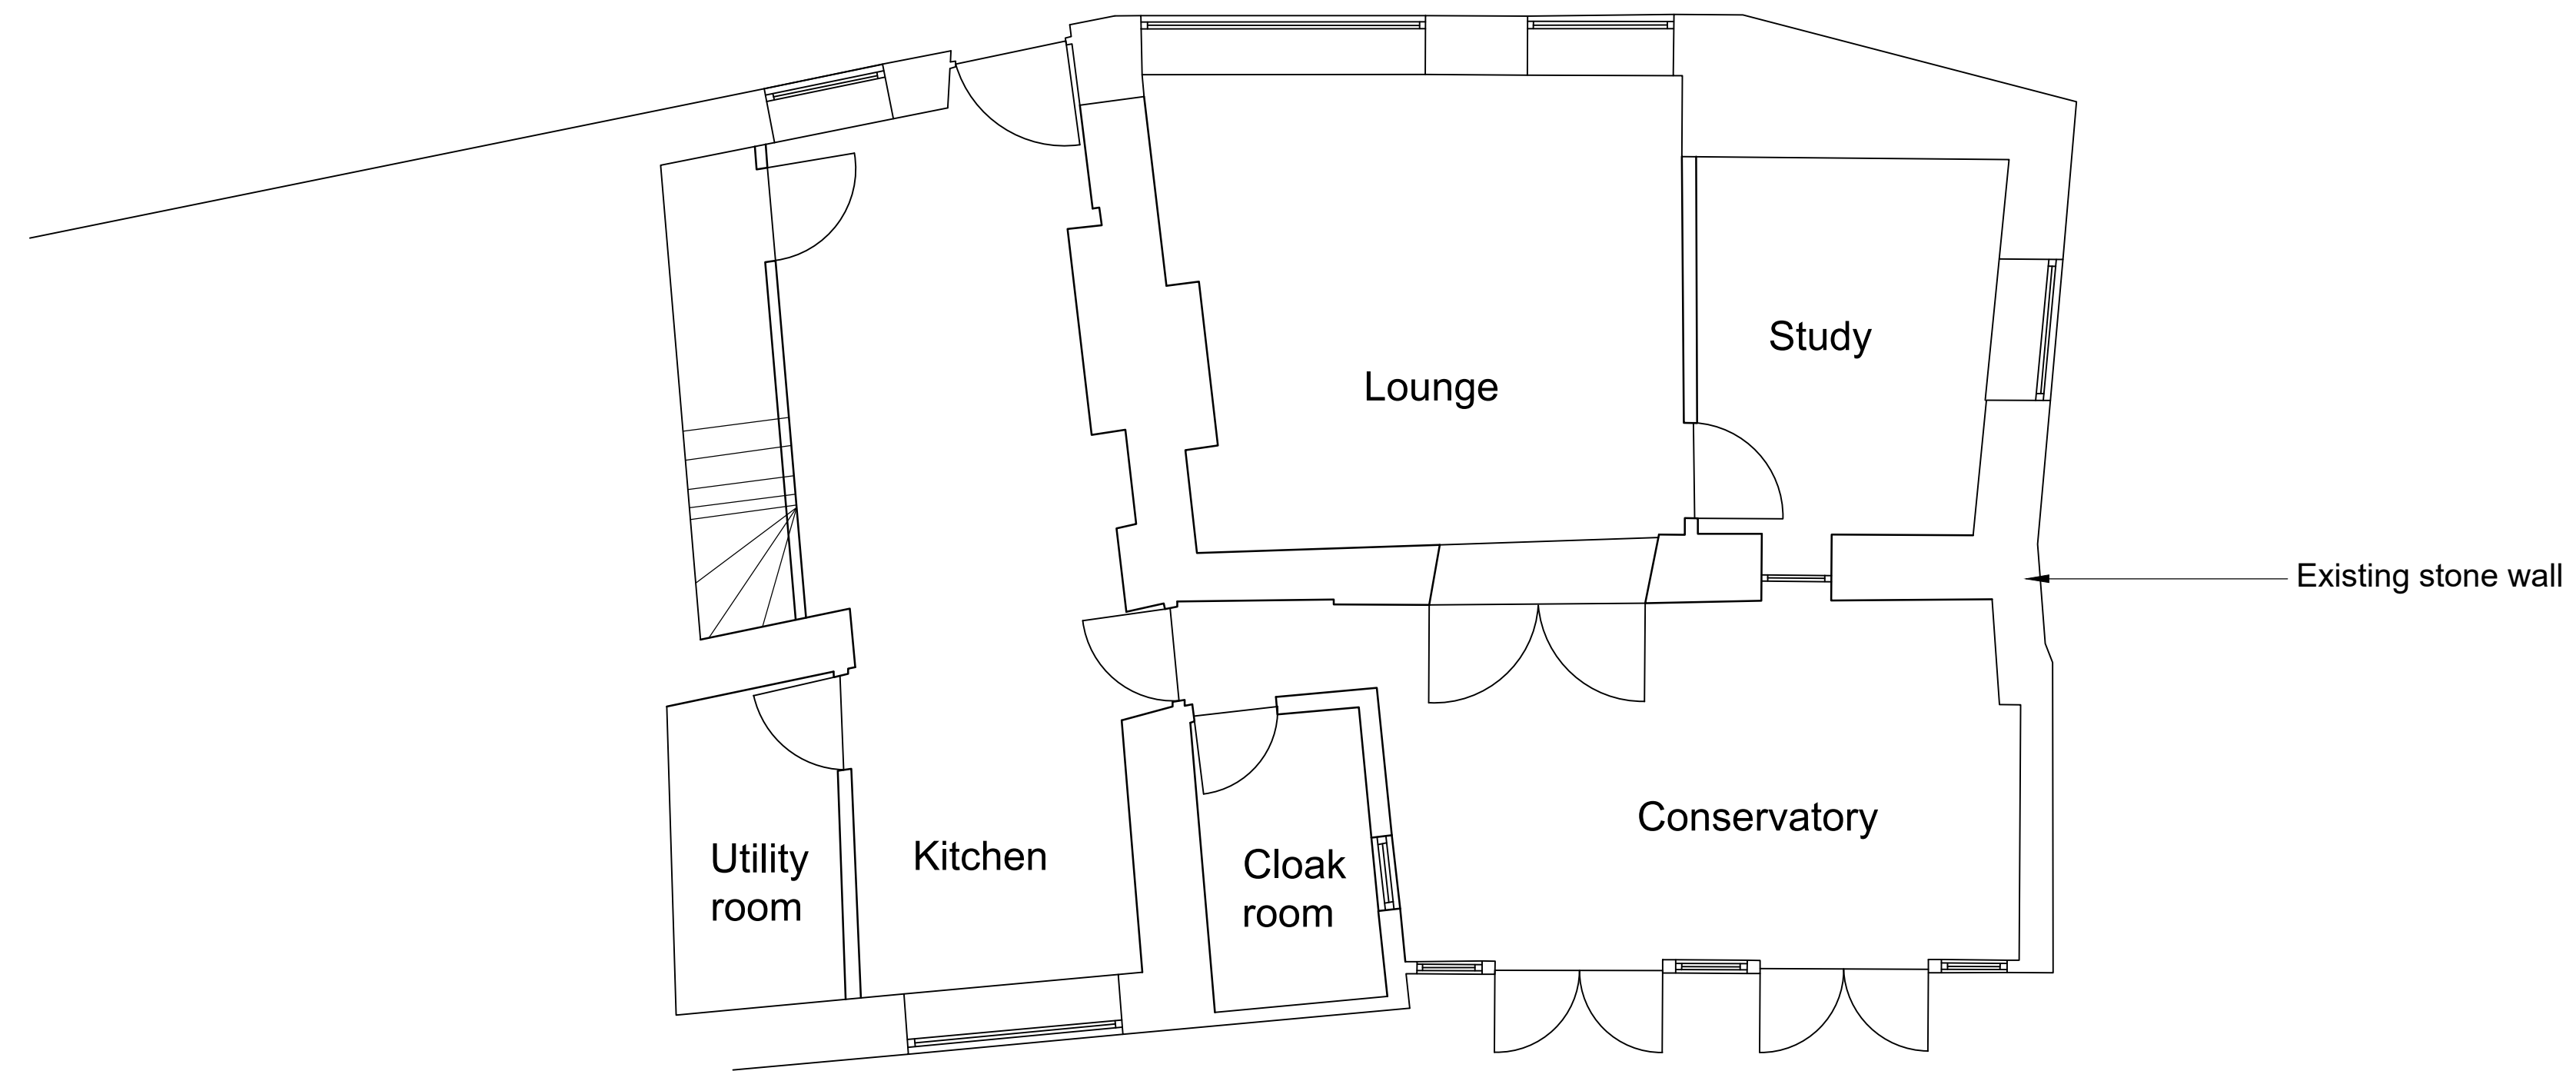 Study
Lounge
Existing stone wall
Conservatory
Utility
room
Kitchen
Cloak
room